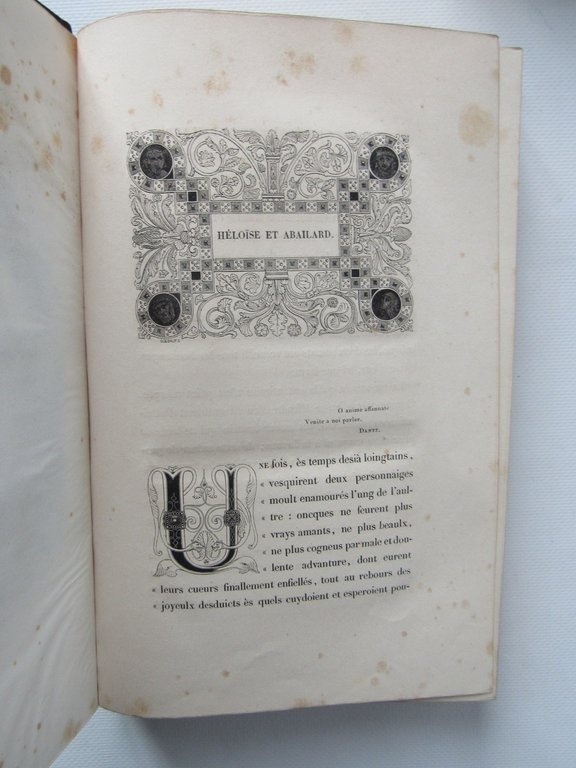 HÉLOÏSE ET ABAILARD.
O anime affannate
Venite a noi parler.
DANTE.
UNE fois, ès temps desià loingtains,
« vesquirent deux personnaiges
« moult enamourés l'ung de l'aul-
« tre : oncques ne feurent plus
« vrays amants, ne plus beaulx,
« ne plus cogneus par male et dou-
« lente advanture, dont eurent
« leurs cueurs finallement enfiellés, tout au rebours des
« joyeulx desduicts ès quels cuydoient et esperoient pou-